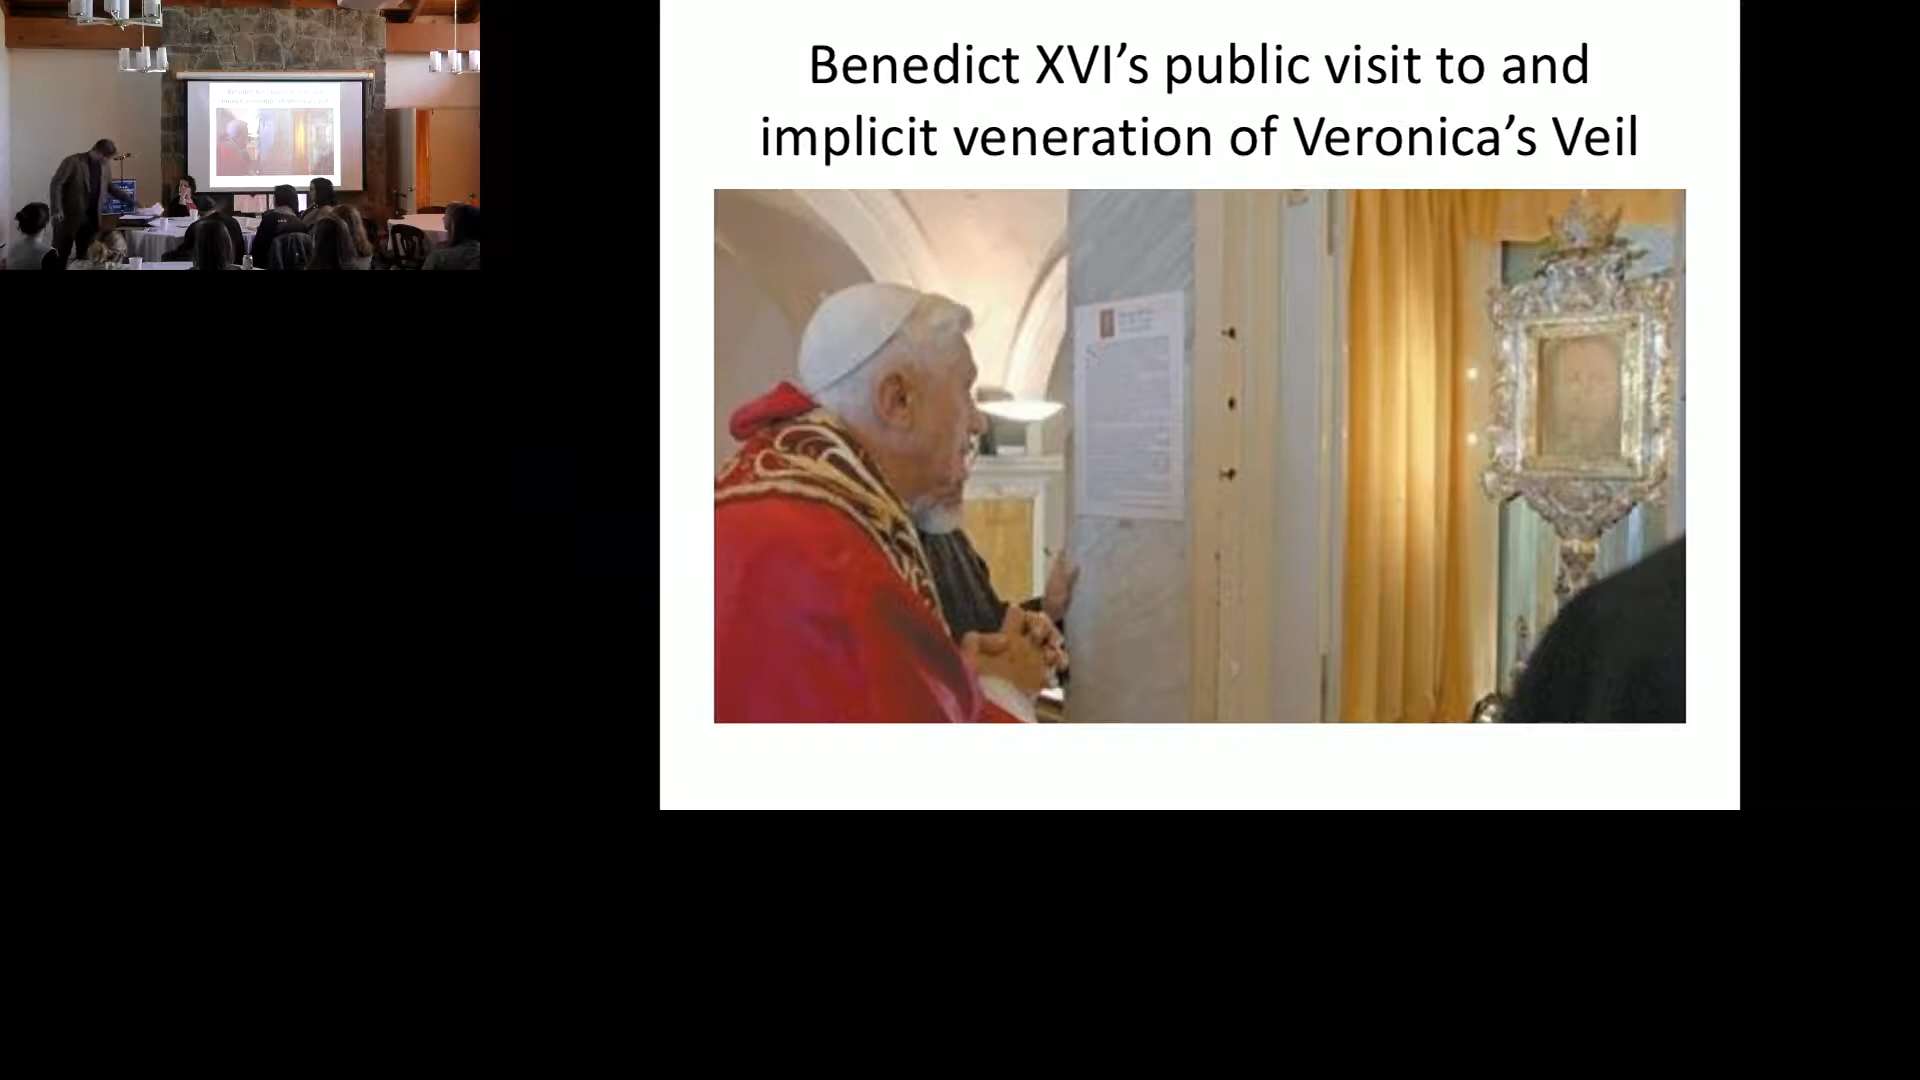 Benedict XVI’s public visit to and
implicit veneration of Veronica’s Veil